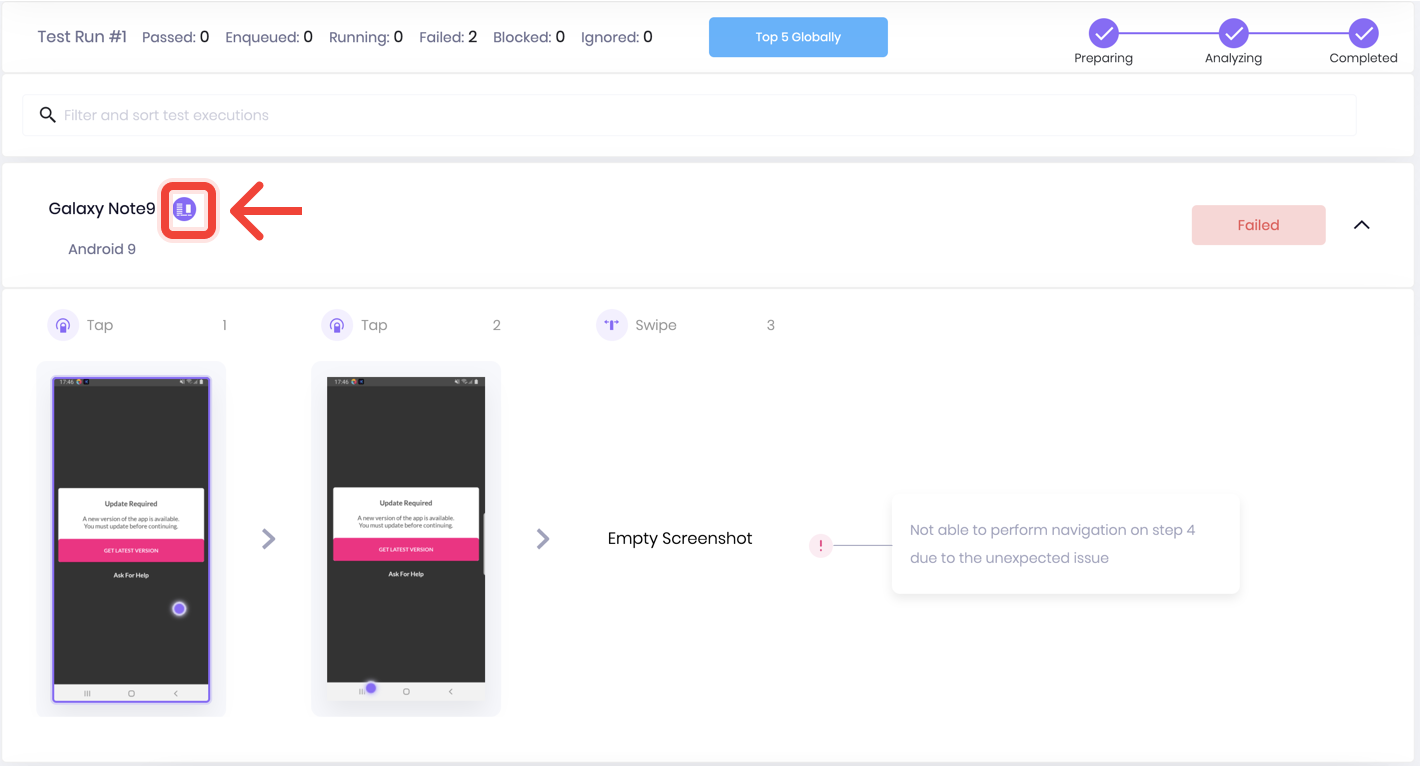 Test Run #1 Passed: 0 Enqueued: 0 Running: 0 Failed: 2 Blocked: 0 Ignored: 0
Top 5 Globally
Preparing
Analyzing
Completed
Filter and sort test executions
Galaxy Note9
Android 9
Failed
Tap 1
Tap 2
Swipe 3
17:46
Update Required
A new version of the app is available.
You must update before continuing.
GET LATEST VERSION
Ask For Help
17:46
Update Required
A new version of the app is available.
You must update before continuing.
GET LATEST VERSION
Ask For Help
Empty Screenshot
!
Not able to perform navigation on step 4
due to the unexpected issue